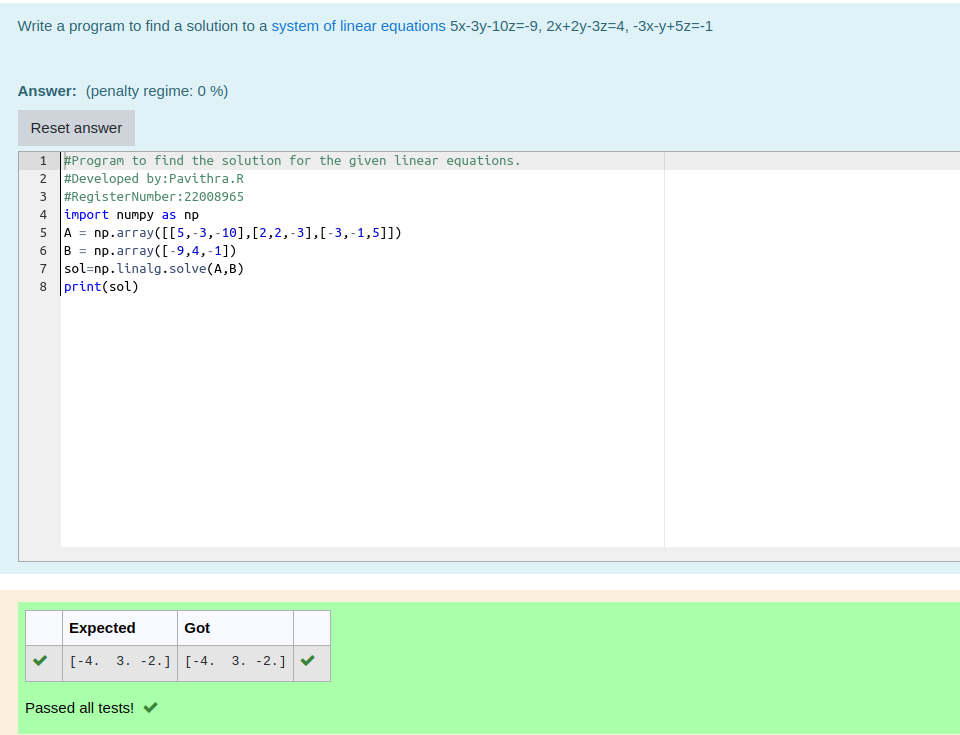 Write a program to find a solution to a system of linear equations 5x-3y-10z=-9, 2x+2y-3z=4, -3x-y+5z=-1
Answer: (penalty regime: 0 %)
Reset answer
1 #Program to find the solution for the given linear equations.
2 #Developed by:Pavithra.R
3 #RegisterNumber:22008965
4 import numpy as np
5 A = np.array([[5,-3,-10],[2,2,-3],[-3,-1,5]])
6 B = np.array([-9,4,-1])
7 sol=np.linalg.solve(A,B)
8 print(sol)
Expected Got
[-4.  3. -2.] [-4.  3. -2.]
Passed all tests!